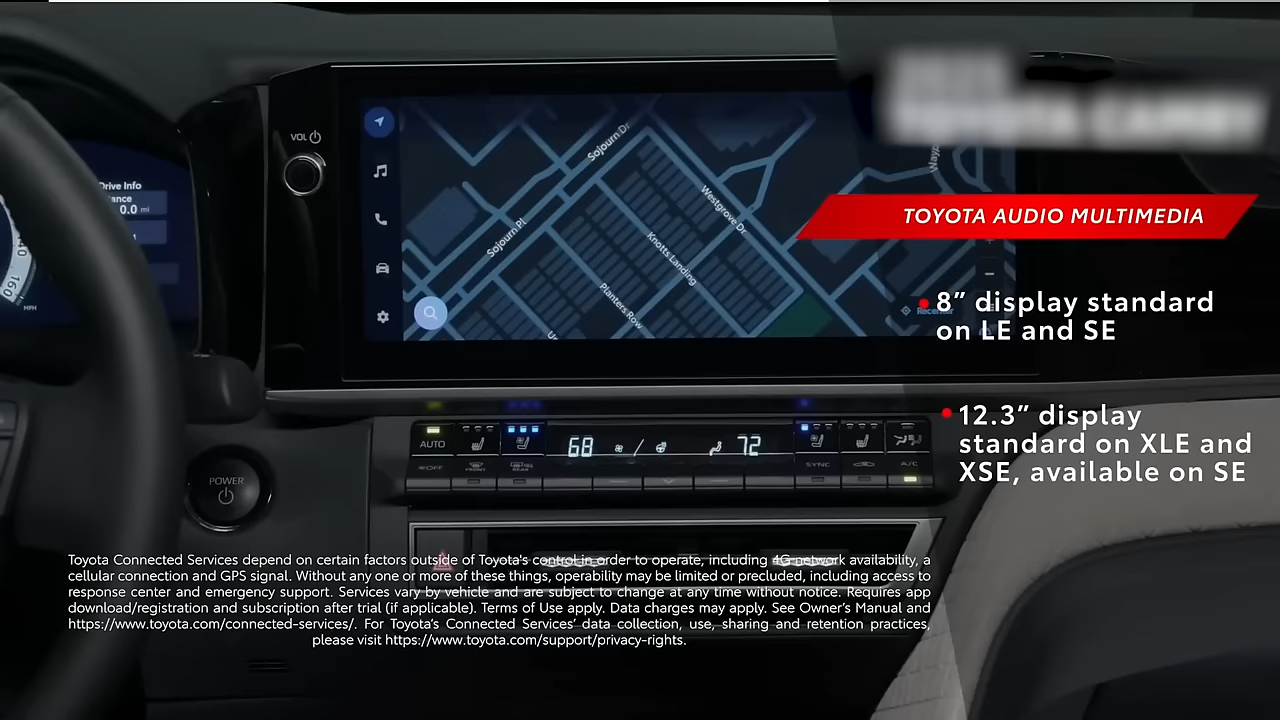 VOL
Drive Info
0.0 mi
160
MPH
Sojourn Dr
Sojourn Pl
Westgrove Dr
Knotts Landing
Planters Row
TOYOTA AUDIO MULTIMEDIA
8” display standard
on LE and SE
12.3” display
standard on XLE and
XSE, available on SE
AUTO
68
72
OFF
FRONT
REAR
SYNC
A/C
POWER
Toyota Connected Services depend on certain factors outside of Toyota's control in order to operate, including 4G network availability, a
cellular connection and GPS signal. Without any one or more of these things, operability may be limited or precluded, including access to
response center and emergency support. Services vary by vehicle and are subject to change at any time without notice. Requires app
download/registration and subscription after trial (if applicable). Terms of Use apply. Data charges may apply. See Owner’s Manual and
https://www.toyota.com/connected-services/. For Toyota’s Connected Services’ data collection, use, sharing and retention practices,
please visit https://www.toyota.com/support/privacy-rights.